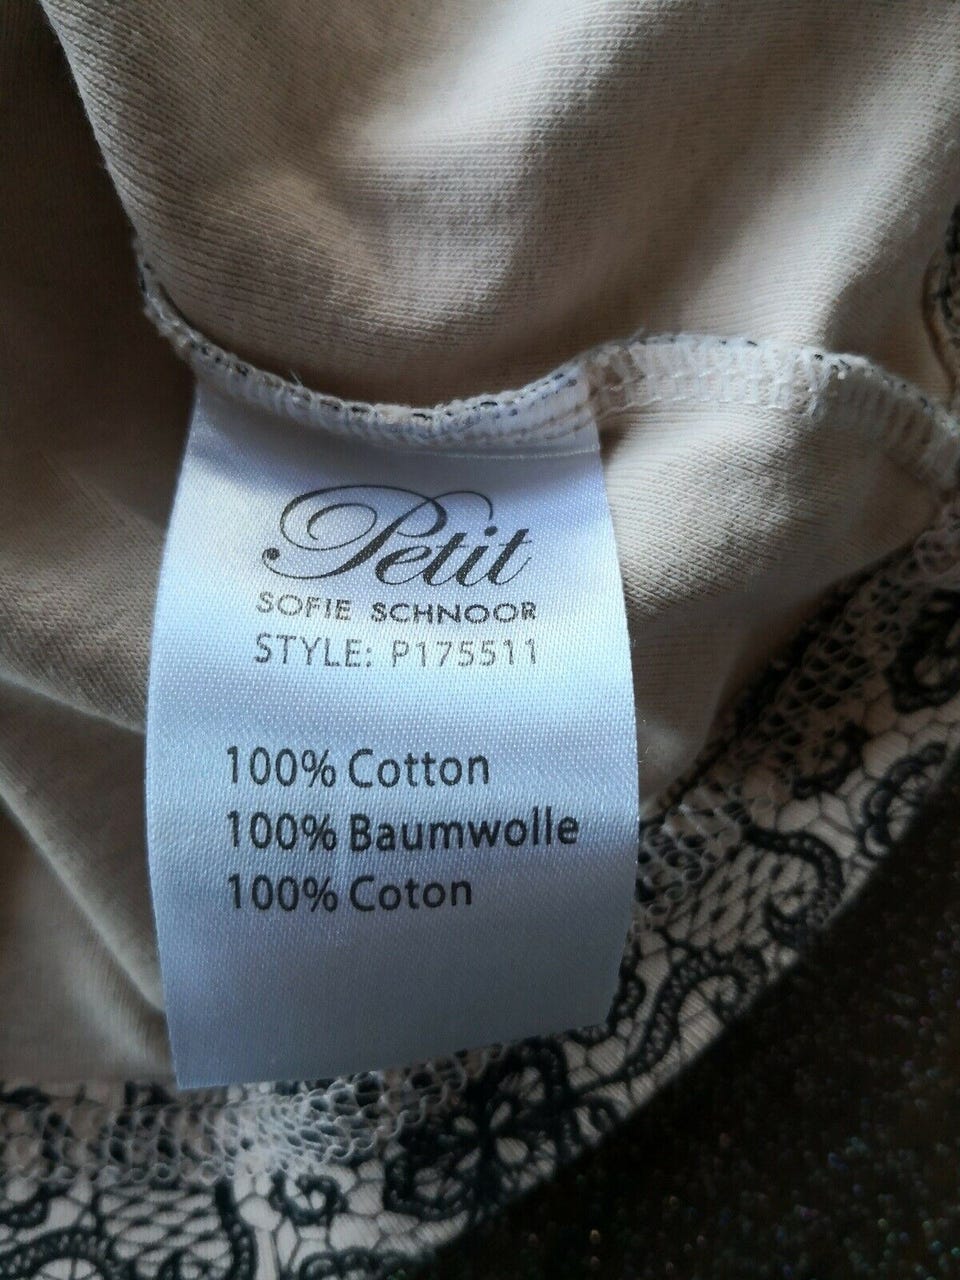 Petit
SOFIE SCHNOOR
STYLE: P175511
100% Cotton
100% Baumwolle
100% Coton